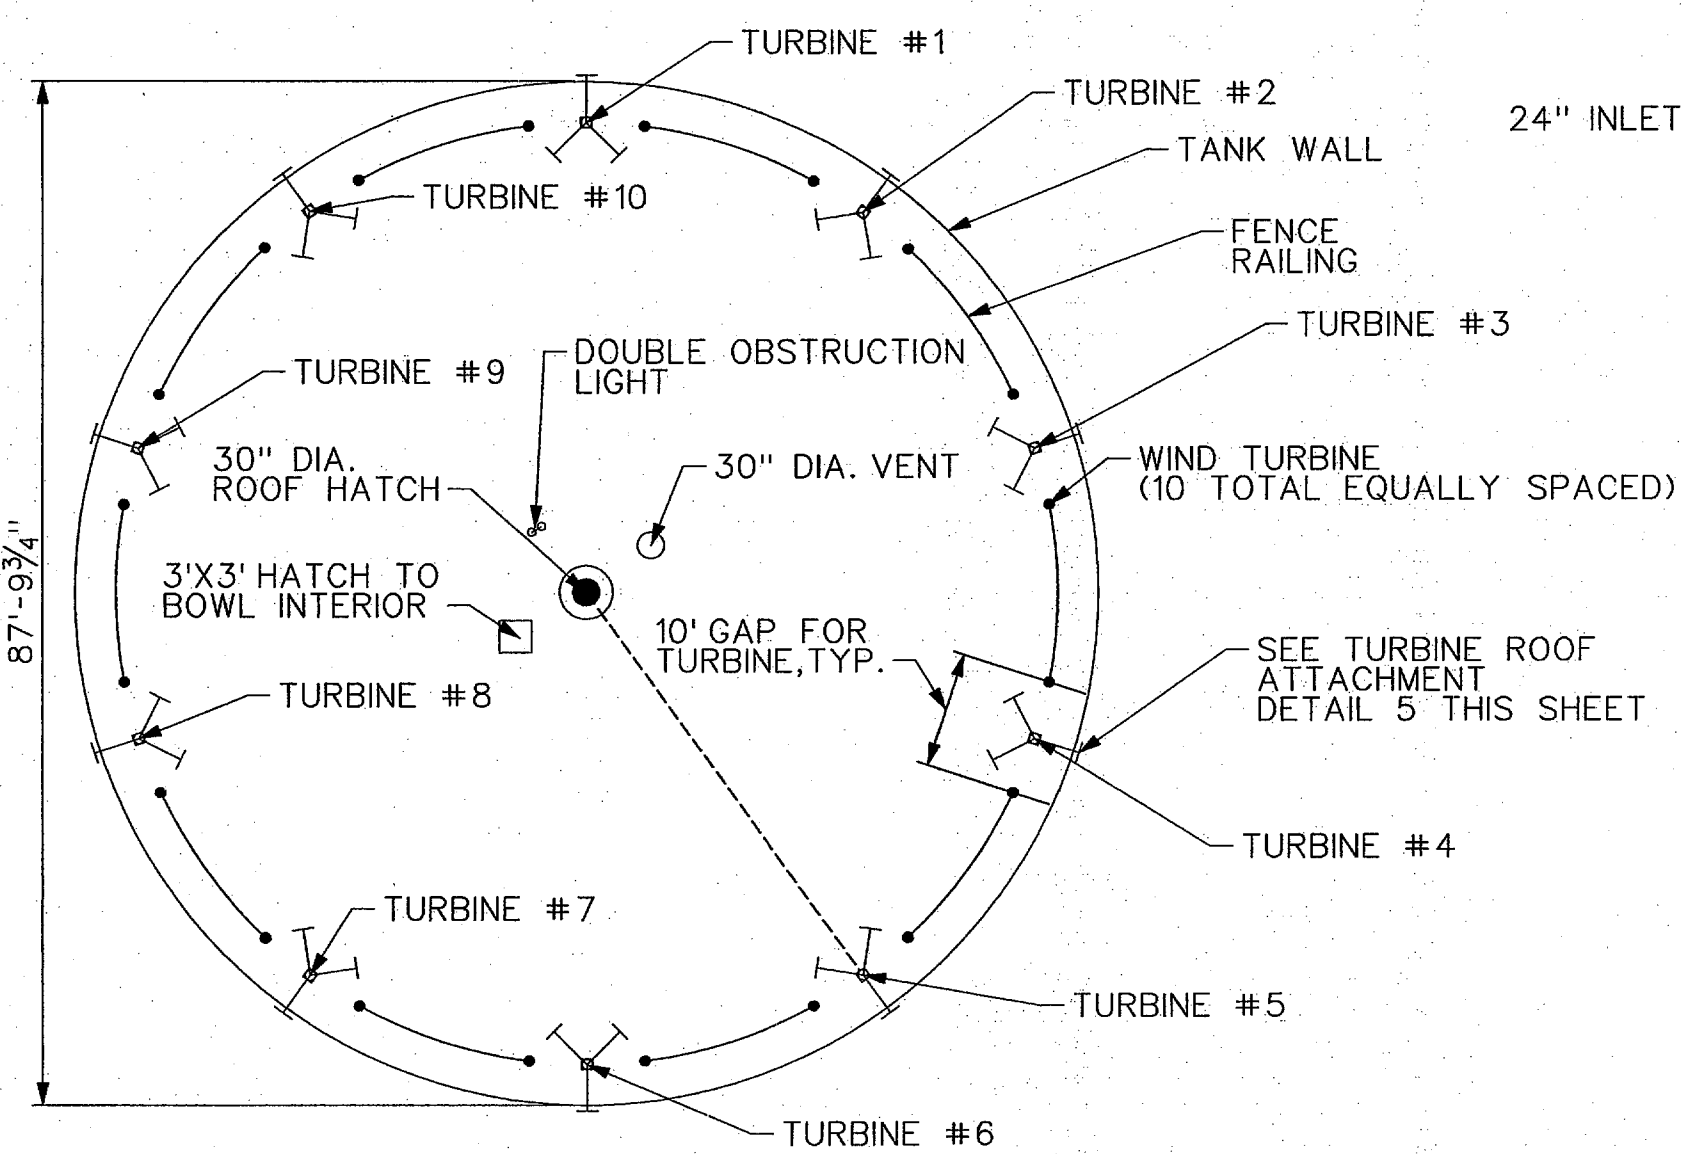 TURBINE #1
TURBINE #2
24" INLET
TANK WALL
TURBINE #10
FENCE
RAILING
TURBINE #3
DOUBLE OBSTRUCTION
LIGHT
TURBINE #9
30" DIA.
ROOF HATCH
30" DIA. VENT
WIND TURBINE
(10 TOTAL EQUALLY SPACED)
87'-9¾"
3'X3' HATCH TO
BOWL INTERIOR
10' GAP FOR
TURBINE, TYP.
SEE TURBINE ROOF
ATTACHMENT
DETAIL 5 THIS SHEET
TURBINE #8
TURBINE #4
TURBINE #7
TURBINE #5
TURBINE #6